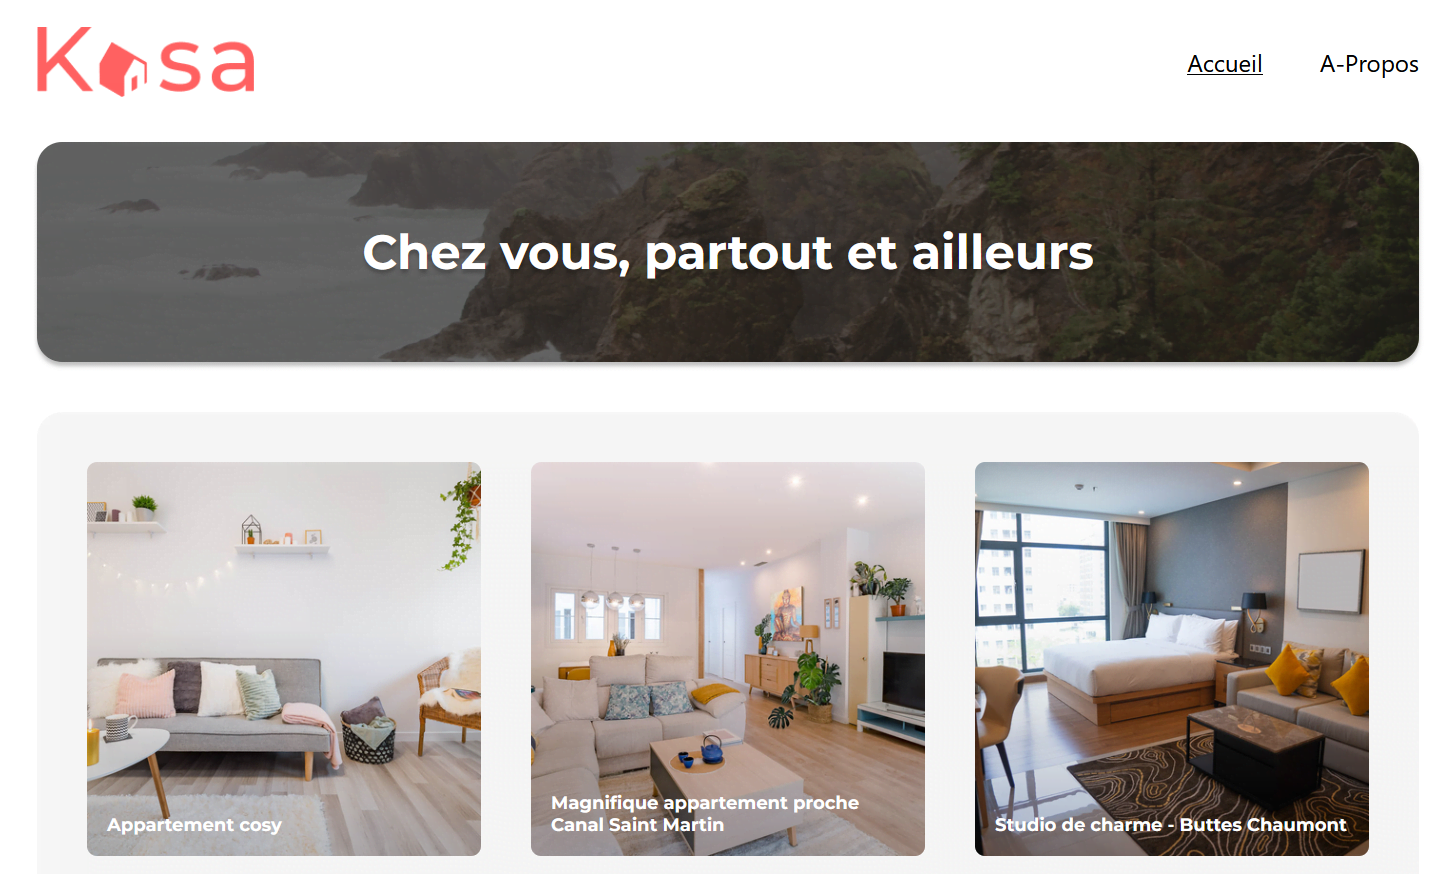 Kasa
Accueil
A-Propos
Chez vous, partout et ailleurs
Appartement cosy
Magnifique appartement proche
Canal Saint Martin
Studio de charme - Buttes Chaumont